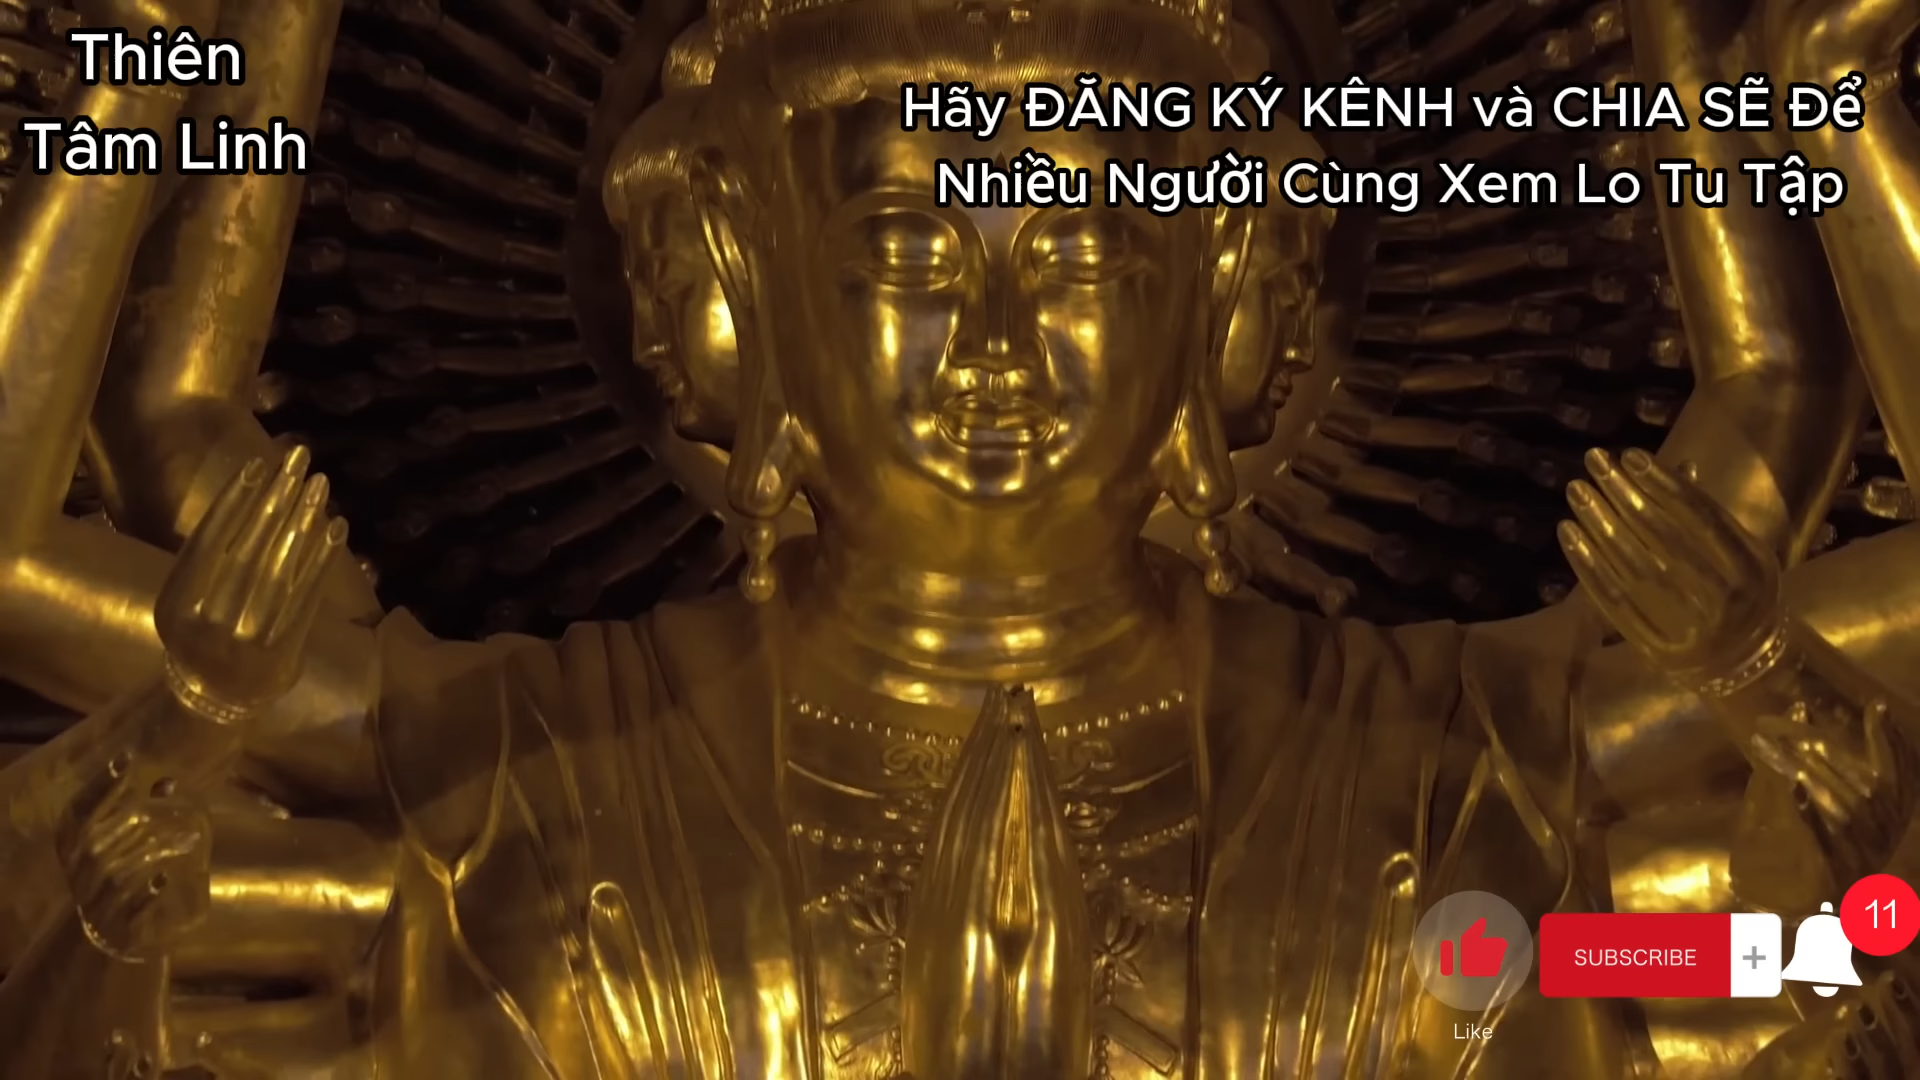 Thiên
Tâm Linh
Hãy ĐĂNG KÝ KÊNH và CHIA SẼ Để
Nhiều Người Cùng Xem Lo Tu Tập
11
SUBSCRIBE +
Like